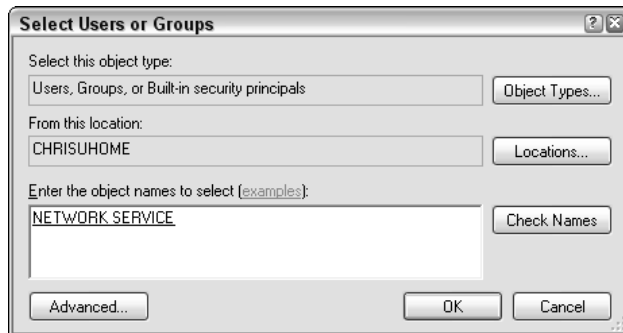 Select Users or Groups
Select this object type:
Users, Groups, or Built-in security principals
Object Types...
From this location:
CHRISUHOME
Locations...
Enter the object names to select (examples):
NETWORK SERVICE
Check Names
Advanced...
OK
Cancel